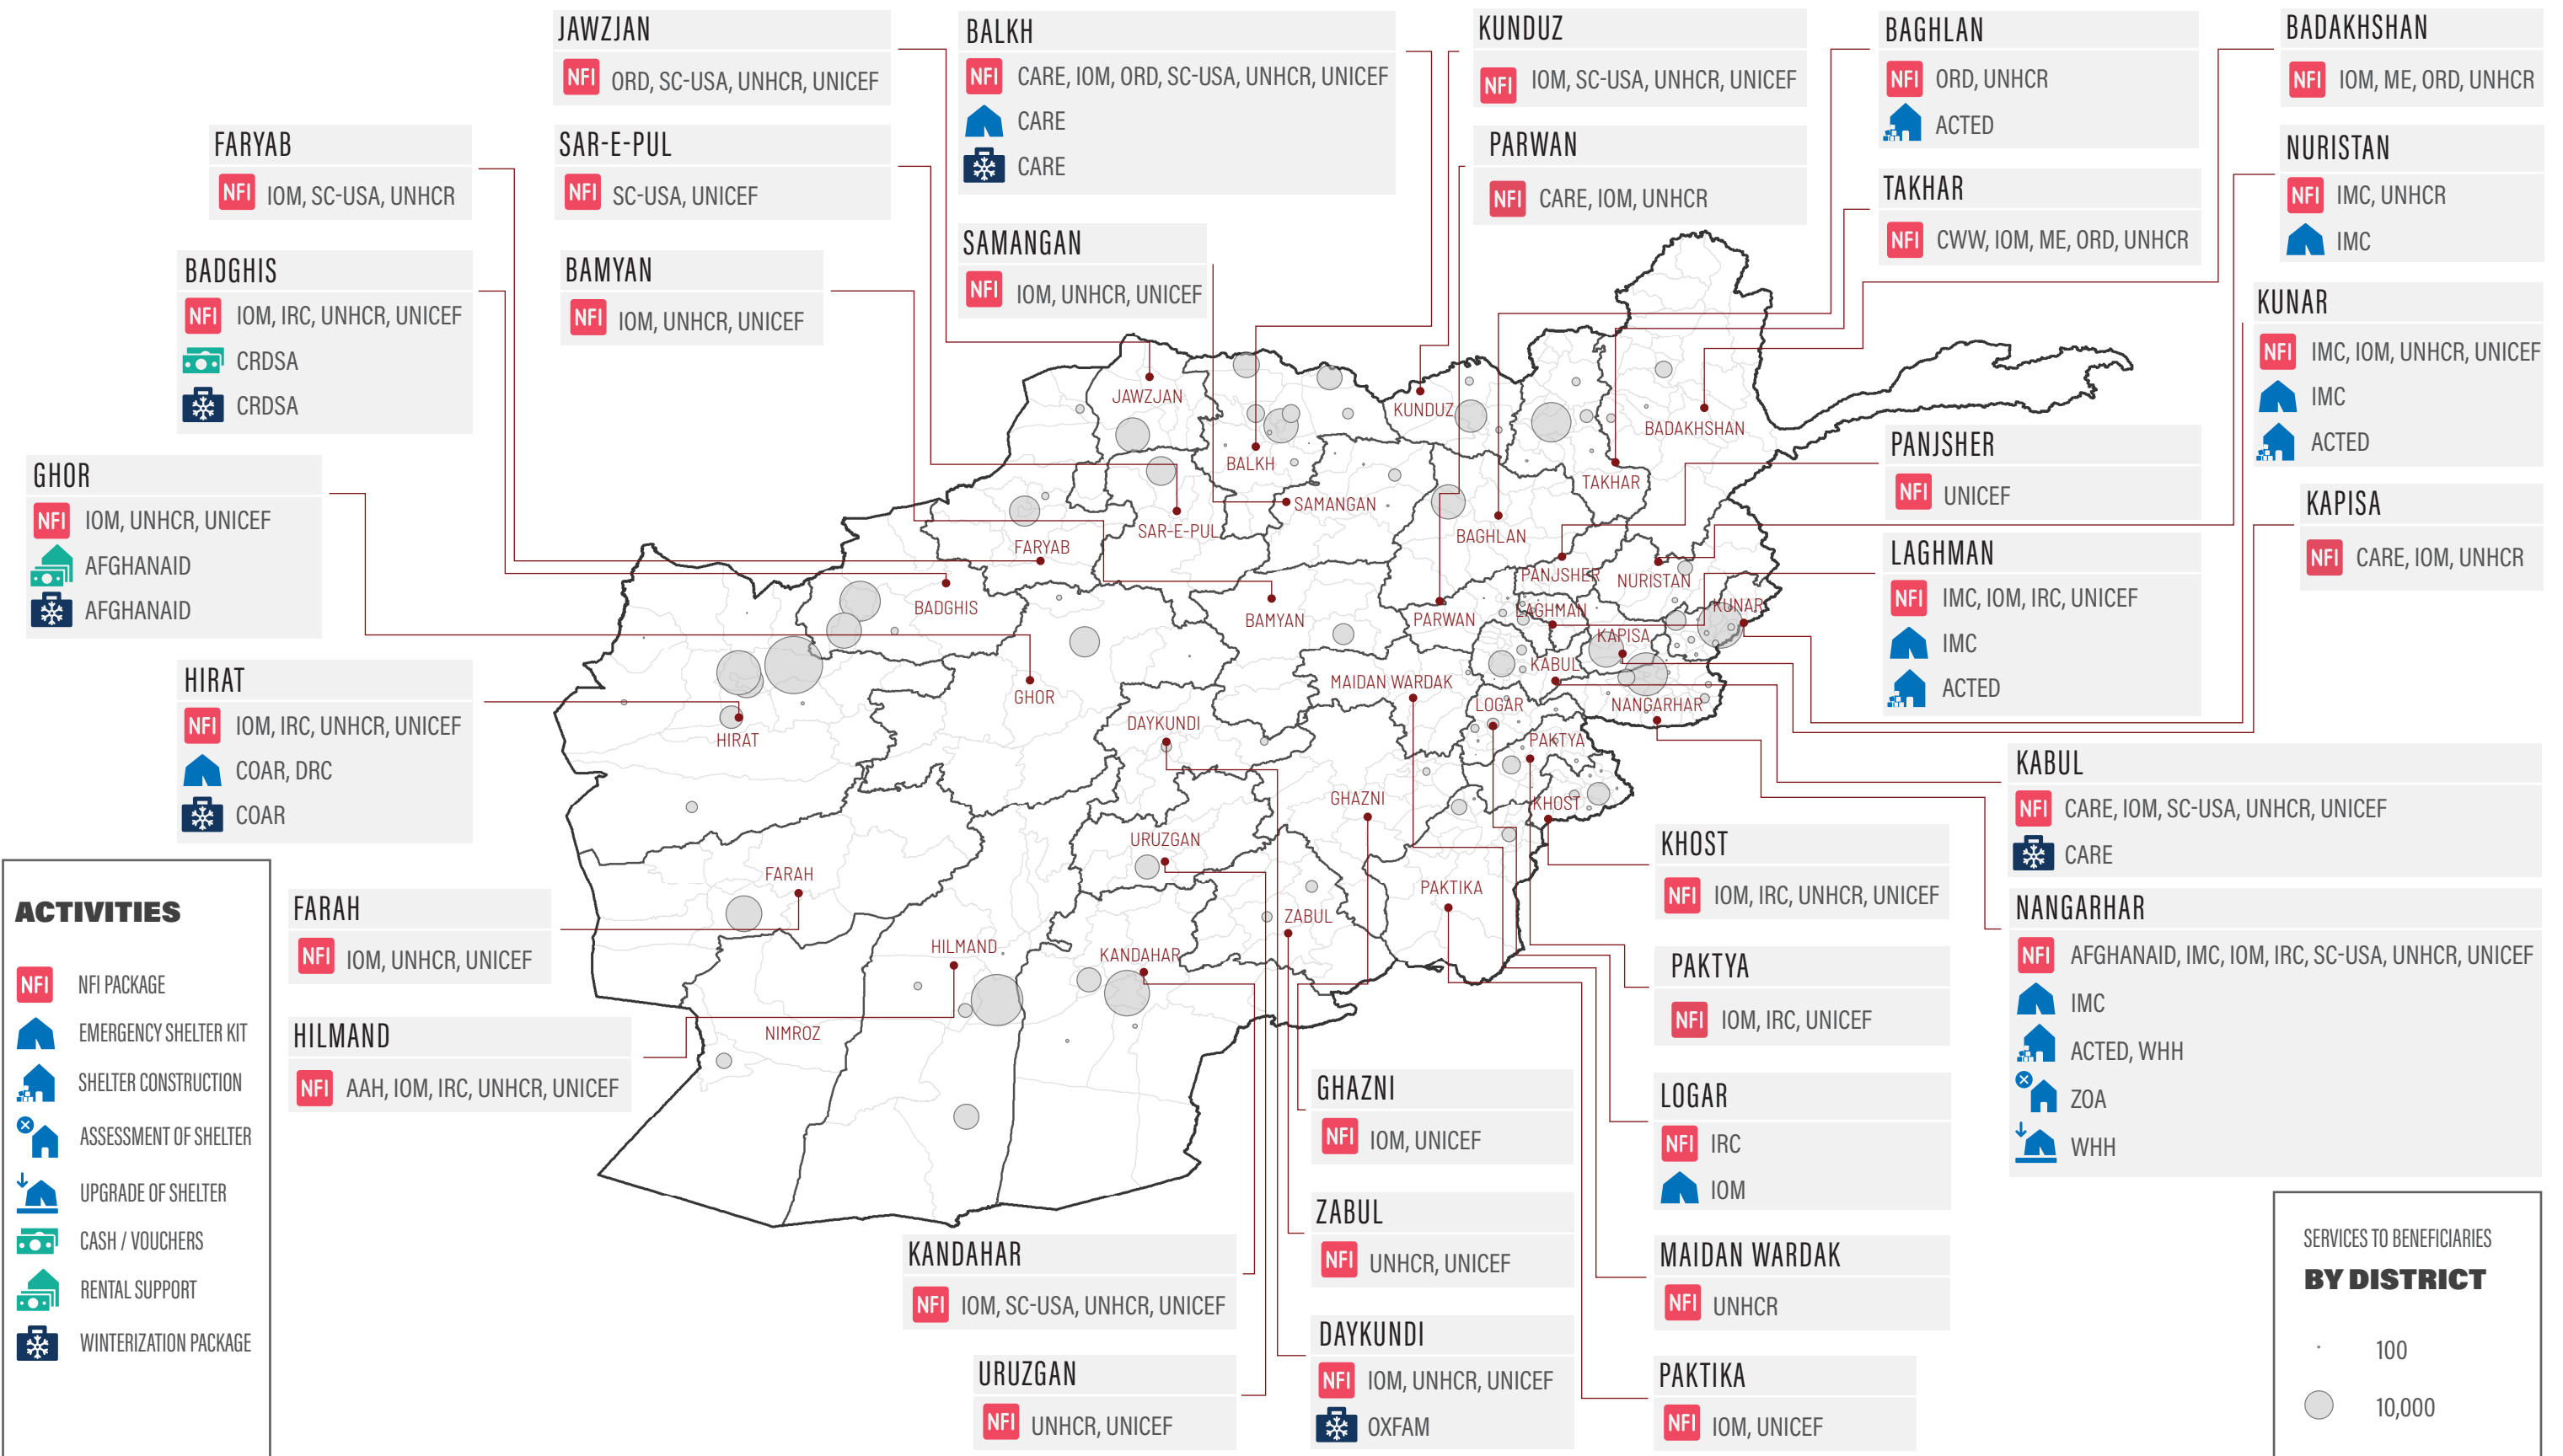 JAWZJAN
NFI ORD, SC-USA, UNHCR, UNICEF
BALKH
NFI CARE, IOM, ORD, SC-USA, UNHCR, UNICEF
CARE
CARE
KUNDUZ
NFI IOM, SC-USA, UNHCR, UNICEF
BAGHLAN
NFI ORD, UNHCR
ACTED
BADAKHSHAN
NFI IOM, ME, ORD, UNHCR
FARYAB
NFI IOM, SC-USA, UNHCR
SAR-E-PUL
NFI SC-USA, UNICEF
PARWAN
NFI CARE, IOM, UNHCR
TAKHAR
NFI CWW, IOM, ME, ORD, UNHCR
NURISTAN
NFI IMC, UNHCR
IMC
BADGHIS
NFI IOM, IRC, UNHCR, UNICEF
CRDSA
CRDSA
BAMYAN
NFI IOM, UNHCR, UNICEF
SAMANGAN
NFI IOM, UNHCR, UNICEF
KUNAR
NFI IMC, IOM, UNHCR, UNICEF
IMC
ACTED
GHOR
NFI IOM, UNHCR, UNICEF
AFGHANAID
AFGHANAID
PANJSHER
NFI UNICEF
KAPISA
NFI CARE, IOM, UNHCR
LAGHMAN
NFI IMC, IOM, IRC, UNICEF
IMC
ACTED
HIRAT
NFI IOM, IRC, UNHCR, UNICEF
COAR, DRC
COAR
JAWZJAN
KUNDUZ
BADAKHSHAN
BALKH
TAKHAR
SAMANGAN
SAR-E-PUL
BAGHLAN
FARYAB
PANJSHER
NURISTAN
BADGHIS
LAGHMAN
KUNAR
BAMYAN
PARWAN
KAPISA
KABUL
MAIDAN WARDAK
GHOR
LOGAR
NANGARHAR
DAYKUNDI
HIRAT
PAKTYA
GHAZNI
KHOST
URUZGAN
FARAH
PAKTIKA
ZABUL
HILMAND
KANDAHAR
NIMROZ
KABUL
NFI CARE, IOM, SC-USA, UNHCR, UNICEF
CARE
KHOST
NFI IOM, IRC, UNHCR, UNICEF
NANGARHAR
NFI AFGHANAID, IMC, IOM, IRC, SC-USA, UNHCR, UNICEF
IMC
ACTED, WHH
ZOA
WHH
FARAH
NFI IOM, UNHCR, UNICEF
PAKTYA
NFI IOM, IRC, UNICEF
HILMAND
NFI AAH, IOM, IRC, UNHCR, UNICEF
GHAZNI
NFI IOM, UNICEF
LOGAR
NFI IRC
IOM
ZABUL
NFI UNHCR, UNICEF
KANDAHAR
NFI IOM, SC-USA, UNHCR, UNICEF
MAIDAN WARDAK
NFI UNHCR
DAYKUNDI
NFI IOM, UNHCR, UNICEF
OXFAM
URUZGAN
NFI UNHCR, UNICEF
PAKTIKA
NFI IOM, UNICEF
ACTIVITIES
NFI NFI PACKAGE
EMERGENCY SHELTER KIT
SHELTER CONSTRUCTION
ASSESSMENT OF SHELTER
UPGRADE OF SHELTER
CASH / VOUCHERS
RENTAL SUPPORT
WINTERIZATION PACKAGE
SERVICES TO BENEFICIARIES
BY DISTRICT
100
10,000